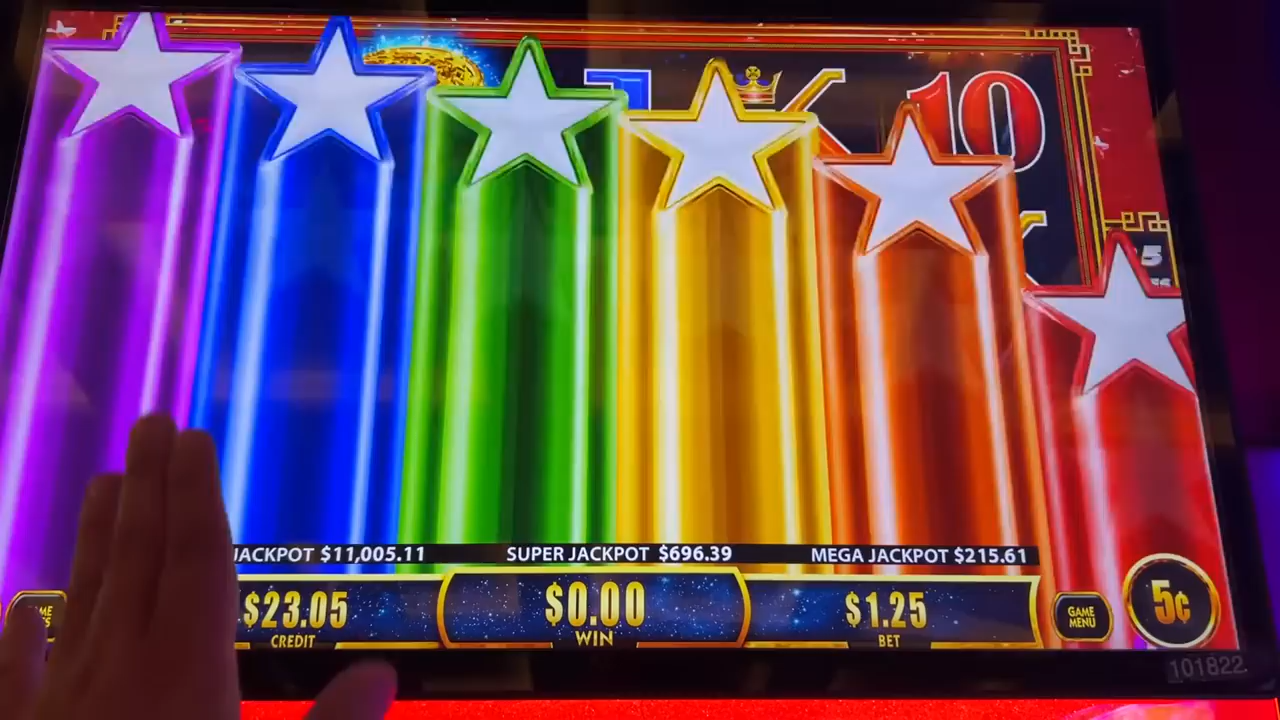 10
5
JACKPOT $11,005.11 SUPER JACKPOT $696.39 MEGA JACKPOT $215.61
$23.05 $0.00 $1.25
CREDIT WIN BET
GAME
MENU
5¢
101822